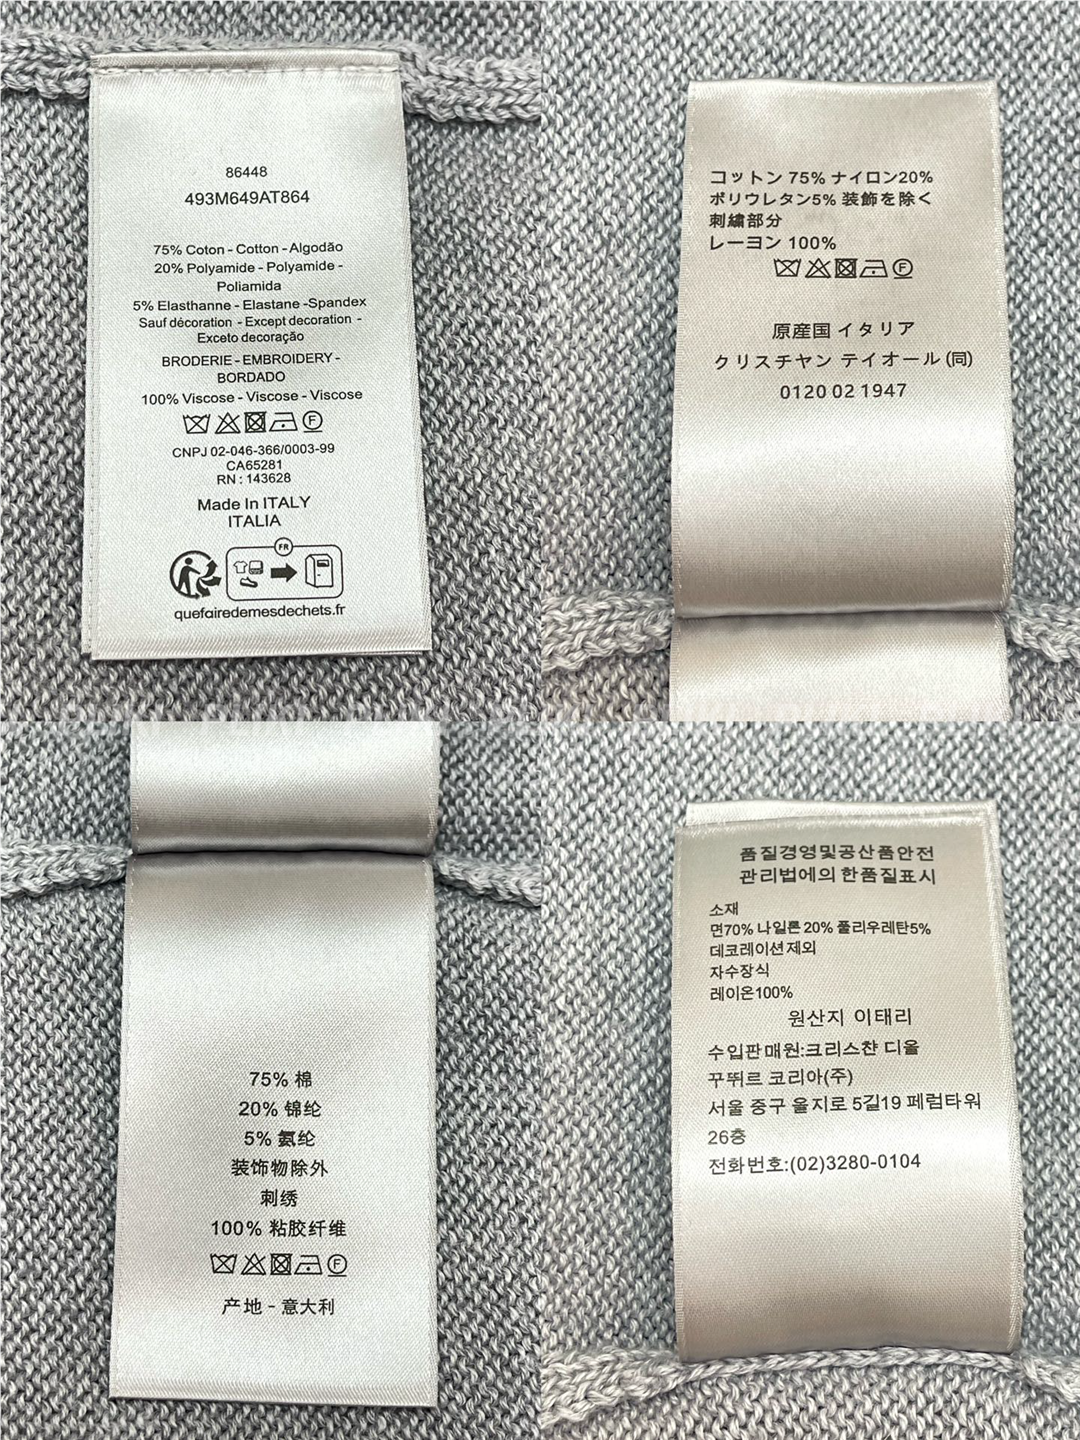 86448
493M649AT864
75% Coton - Cotton - Algodão
20% Polyamide - Polyamide -
Poliamida
5% Elasthanne - Elastane -Spandex
Sauf décoration - Except decoration -
Exceto decoração
BRODERIE - EMBROIDERY -
BORDADO
100% Viscose - Viscose - Viscose
F
CNPJ 02-046-366/0003-99
CA65281
RN : 143628
Made In ITALY
ITALIA
FR
quefairedemesdechets.fr
コットン 75% ナイロン20%
ポリウレタン5% 装飾を除く
刺繍部分
レーヨン 100%
F
原産国 イタリア
クリスチャン テイオール (同)
0120 02 1947
75% 棉
20% 锦纶
5% 氨纶
装饰物除外
刺绣
100% 粘胶纤维
F
产地 - 意大利
품질경영및공산품안전
관리법에의 한품질표시
소재
면70% 나일론 20% 폴리우레탄5%
데코레이션 제외
자수장식
레이온100%
원산지 이태리
수입판 매원:크리스챤 디올
꾸뛰르 코리아(주)
서울 중구 을지로 5길19 페럼타워
26층
전화번호:(02)3280-0104